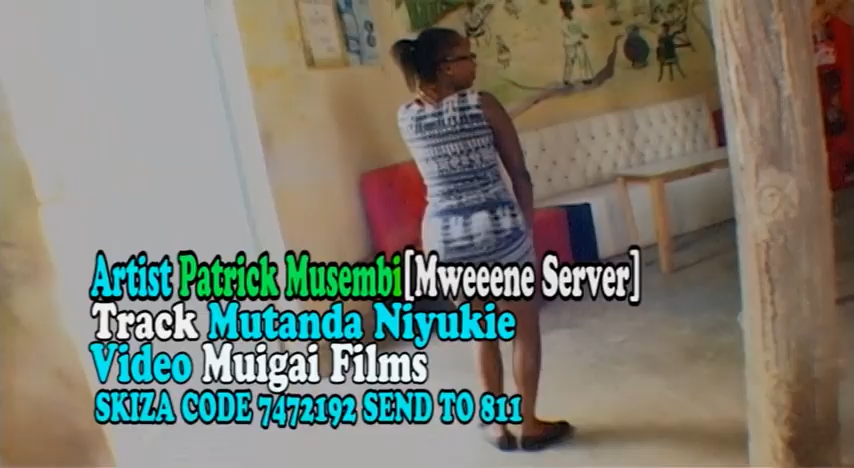 Artist Patrick Musembi[Mweeene Server]
Track Mutanda Niyukie
Video Muigai Films
SKIZA CODE 7472192 SEND TO 811